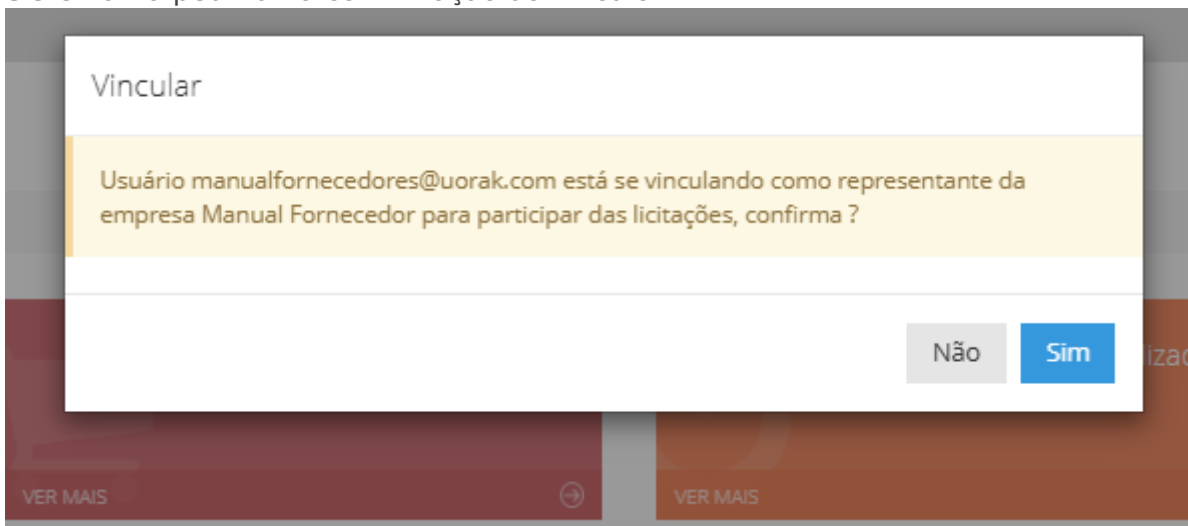 Vincular
Usuário manualfornecedores@uorak.com está se vinculando como representante da
empresa Manual Fornecedor para participar das licitações, confirma ?
Não
Sim
VER MAIS
VER MAIS